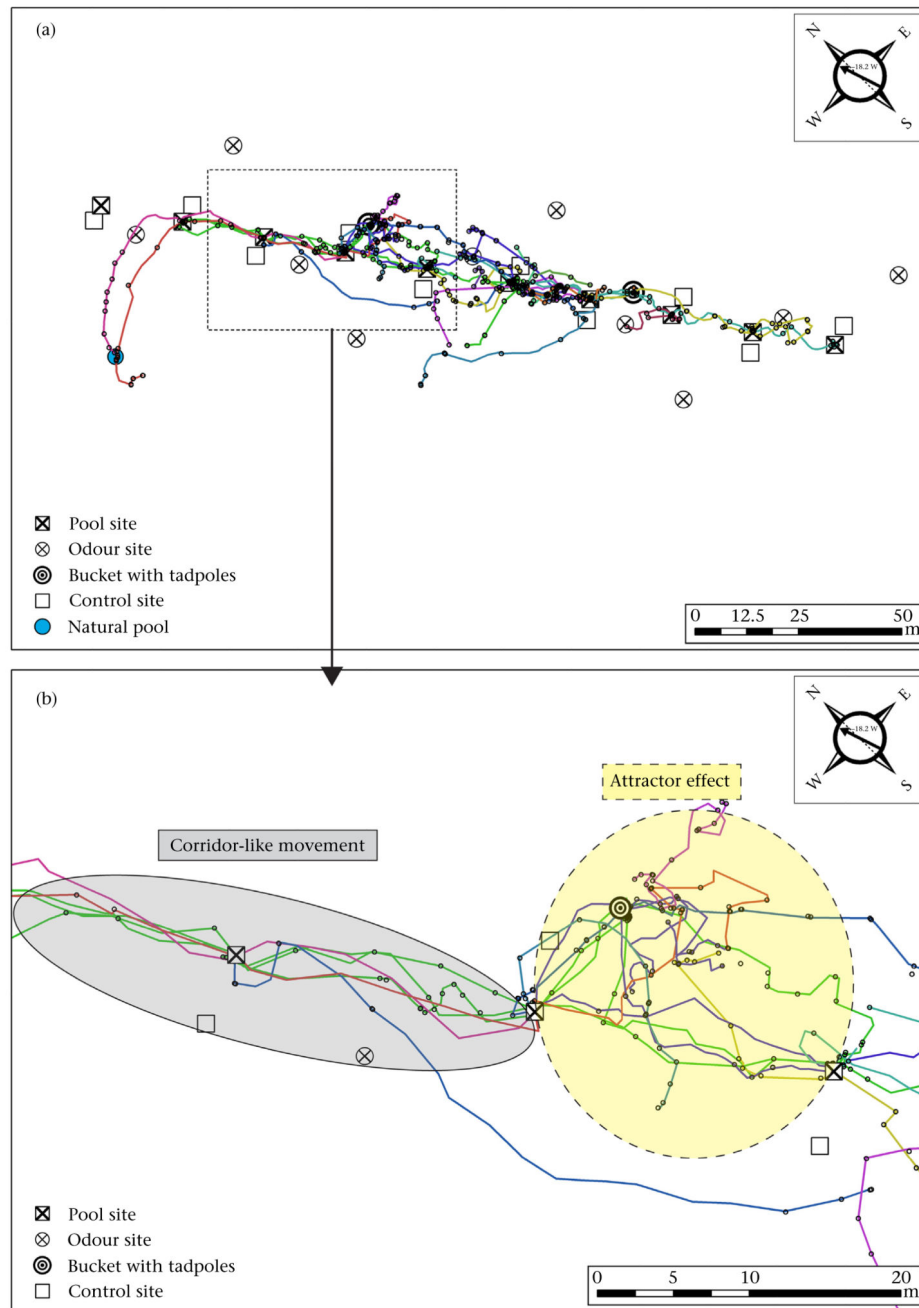 (a)
N
E
-18.2 W
W
S
Pool site
Odour site
Bucket with tadpoles
Control site
Natural pool
0 12.5 25 50
m
(b)
N
E
-18.2 W
W
S
Attractor effect
Corridor-like movement
Pool site
Odour site
Bucket with tadpoles
Control site
0 5 10 20
m